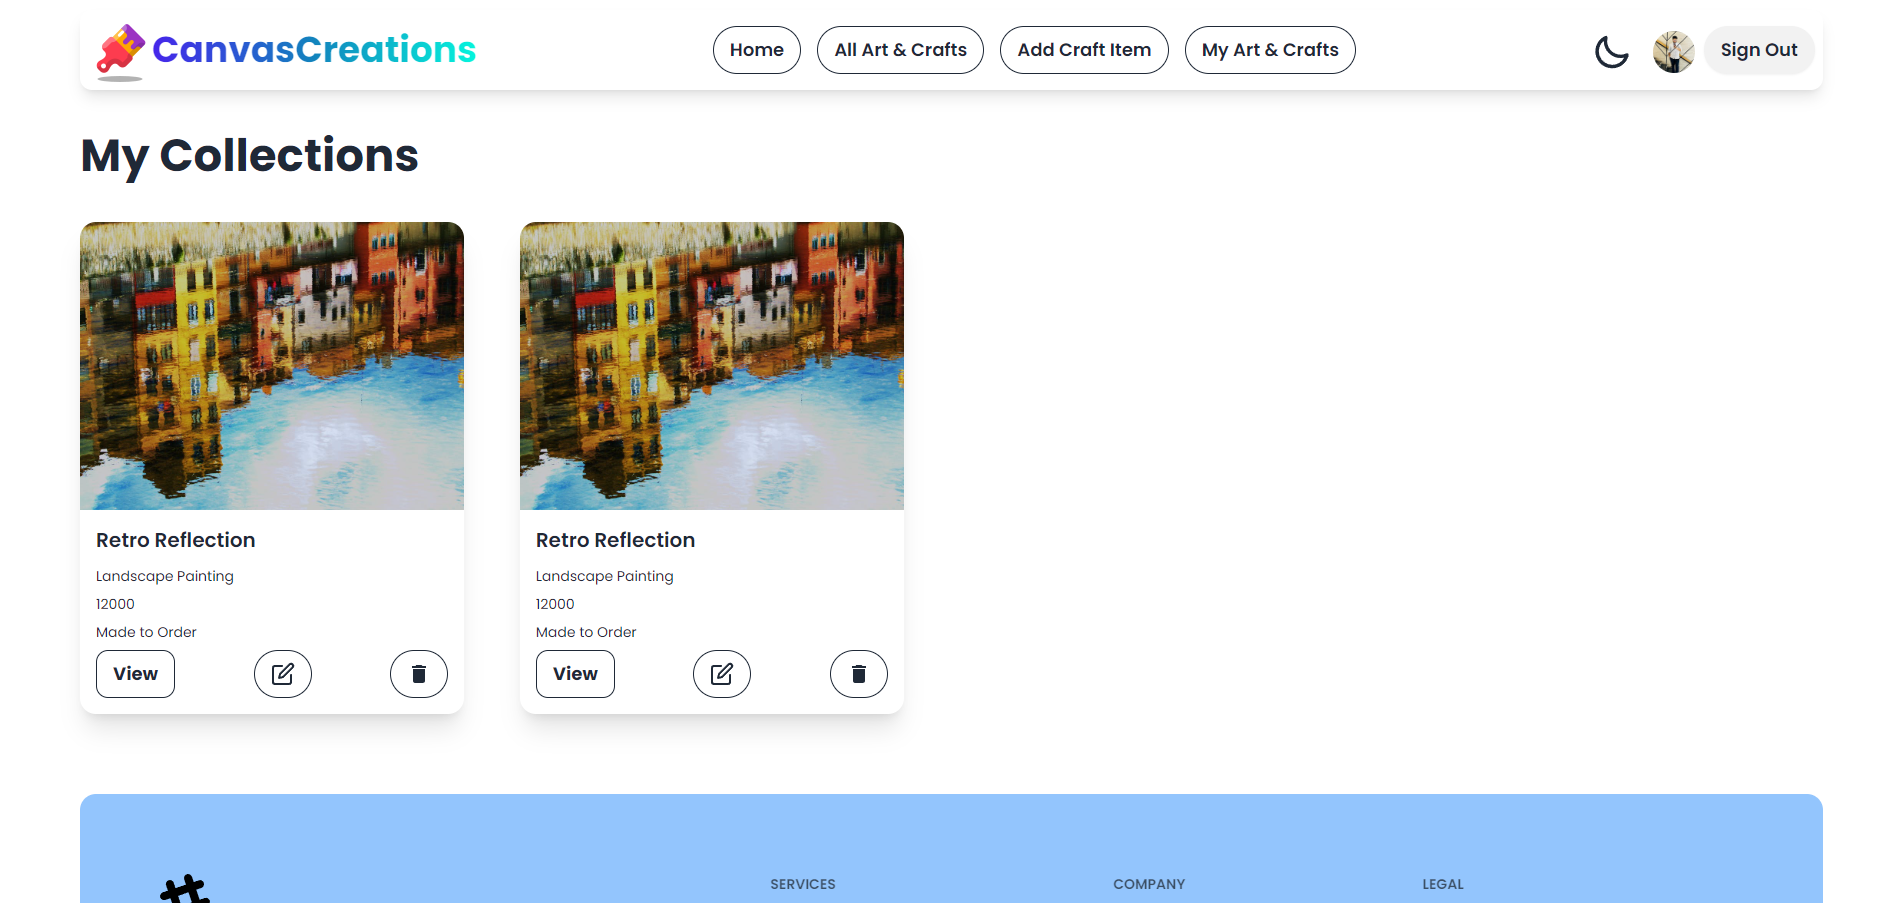 CanvasCreations
Home
All Art & Crafts
Add Craft Item
My Art & Crafts
Sign Out
My Collections
Retro Reflection
Landscape Painting
12000
Made to Order
View
Retro Reflection
Landscape Painting
12000
Made to Order
View
SERVICES
COMPANY
LEGAL